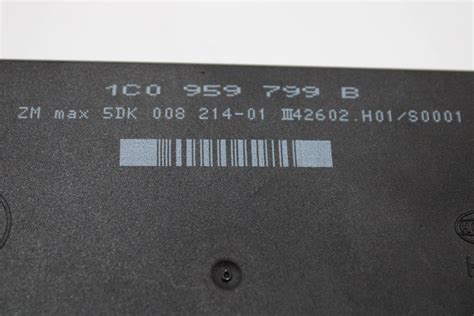 1C0 959 799 B
ZM max 5DK 008 214-01 III42602.H01/S0001